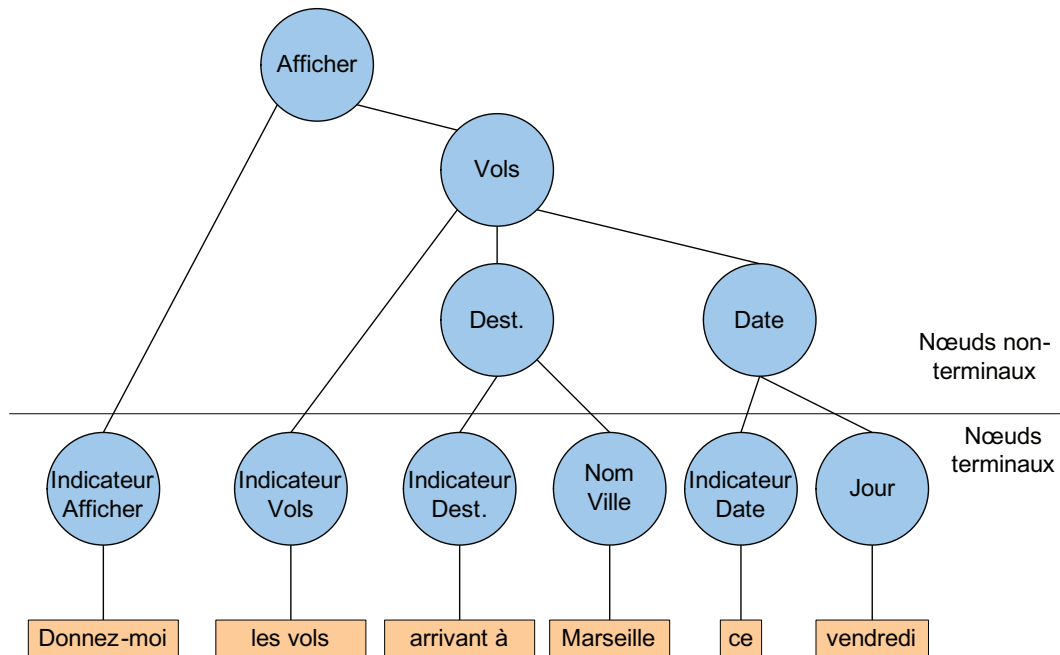 Afficher
Vols
Dest.
Date
Nœuds non-
terminaux
Nœuds
terminaux
Indicateur
Afficher
Indicateur
Vols
Indicateur
Dest.
Nom
Ville
Indicateur
Date
Jour
Donnez-moi
les vols
arrivant à
Marseille
ce
vendredi